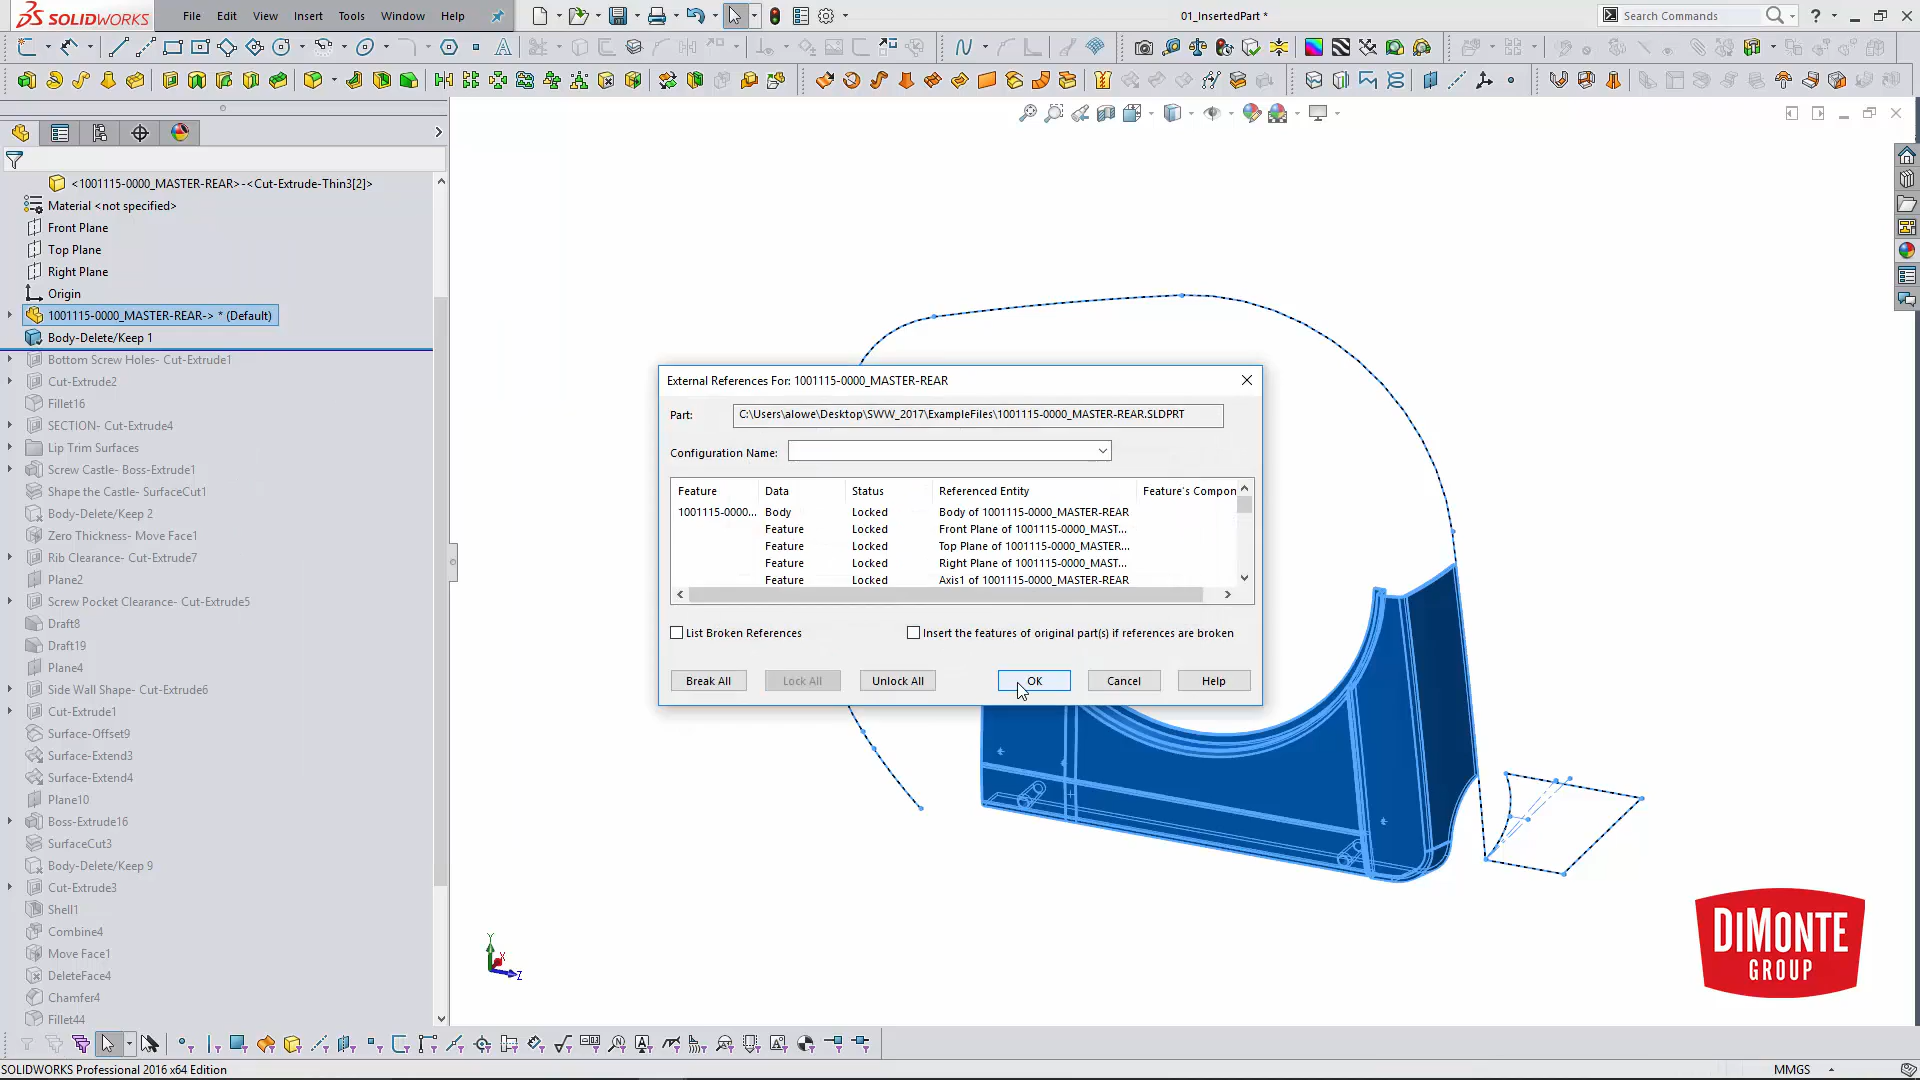 SOLIDWORKS File Edit View Insert Tools Window Help 01_InsertedPart * Search Commands
<1001115-0000_MASTER-REAR>-<Cut-Extrude-Thin3[2]>
Material <not specified>
Front Plane
Top Plane
Right Plane
Origin
1001115-0000_MASTER-REAR-> * (Default)
Body-Delete/Keep 1
Bottom Screw Holes- Cut-Extrude1
Cut-Extrude2
Fillet16
SECTION- Cut-Extrude4
Lip Trim Surfaces
Screw Castle- Boss-Extrude1
Shape the Castle- SurfaceCut1
Body-Delete/Keep 2
Zero Thickness- Move Face1
Rib Clearance- Cut-Extrude7
Plane2
Screw Pocket Clearance- Cut-Extrude5
Draft8
Draft19
Plane4
Side Wall Shape- Cut-Extrude6
Cut-Extrude1
Surface-Offset9
Surface-Extend3
Surface-Extend4
Plane10
Boss-Extrude16
SurfaceCut3
Body-Delete/Keep 9
Cut-Extrude3
Shell1
Combine4
Move Face1
DeleteFace4
Chamfer4
Fillet44
External References For: 1001115-0000_MASTER-REAR
Part: C:\Users\alowe\Desktop\SWW_2017\ExampleFiles\1001115-0000_MASTER-REAR.SLDPRT
Configuration Name:
Feature Data Status Referenced Entity Feature's Compon
1001115-0000... Body Locked Body of 1001115-0000_MASTER-REAR
Feature Locked Front Plane of 1001115-0000_MAST...
Feature Locked Top Plane of 1001115-0000_MASTER...
Feature Locked Right Plane of 1001115-0000_MAST...
Feature Locked Axis1 of 1001115-0000_MASTER-REAR
List Broken References Insert the features of original part(s) if references are broken
Break All Lock All Unlock All OK Cancel Help
Y
X
Z
DIMONTE
GROUP
SOLIDWORKS Professional 2016 x64 Edition MMGS